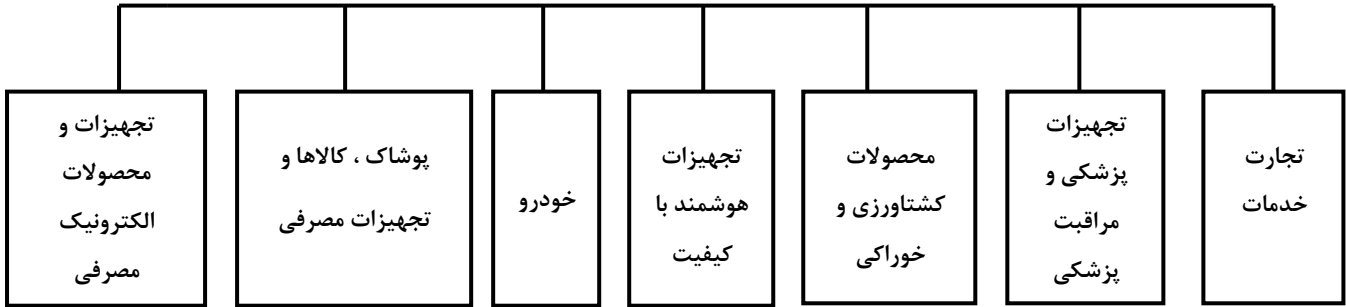 تجارت
خدمات
تجهیزات
پزشکی و
مراقبت
پزشکی
محصولات
کشتاورزی و
خوراکی
تجهیزات
هوشمند با
کیفیت
خودرو
پوشاک ، کالاها و
تجهیزات مصرفی
تجهیزات و
محصولات
الکترونیک
مصرفی